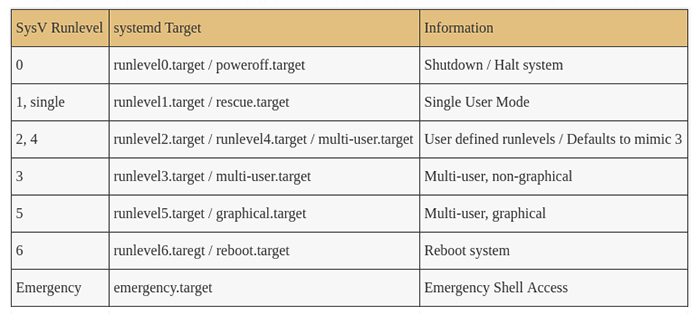 SysV Runlevel systemd Target Information
0 runlevel0.target / poweroff.target Shutdown / Halt system
1, single runlevel1.target / rescue.target Single User Mode
2, 4 runlevel2.target / runlevel4.target / multi-user.target User defined runlevels / Defaults to mimic 3
3 runlevel3.target / multi-user.target Multi-user, non-graphical
5 runlevel5.target / graphical.target Multi-user, graphical
6 runlevel6.taregt / reboot.target Reboot system
Emergency emergency.target Emergency Shell Access